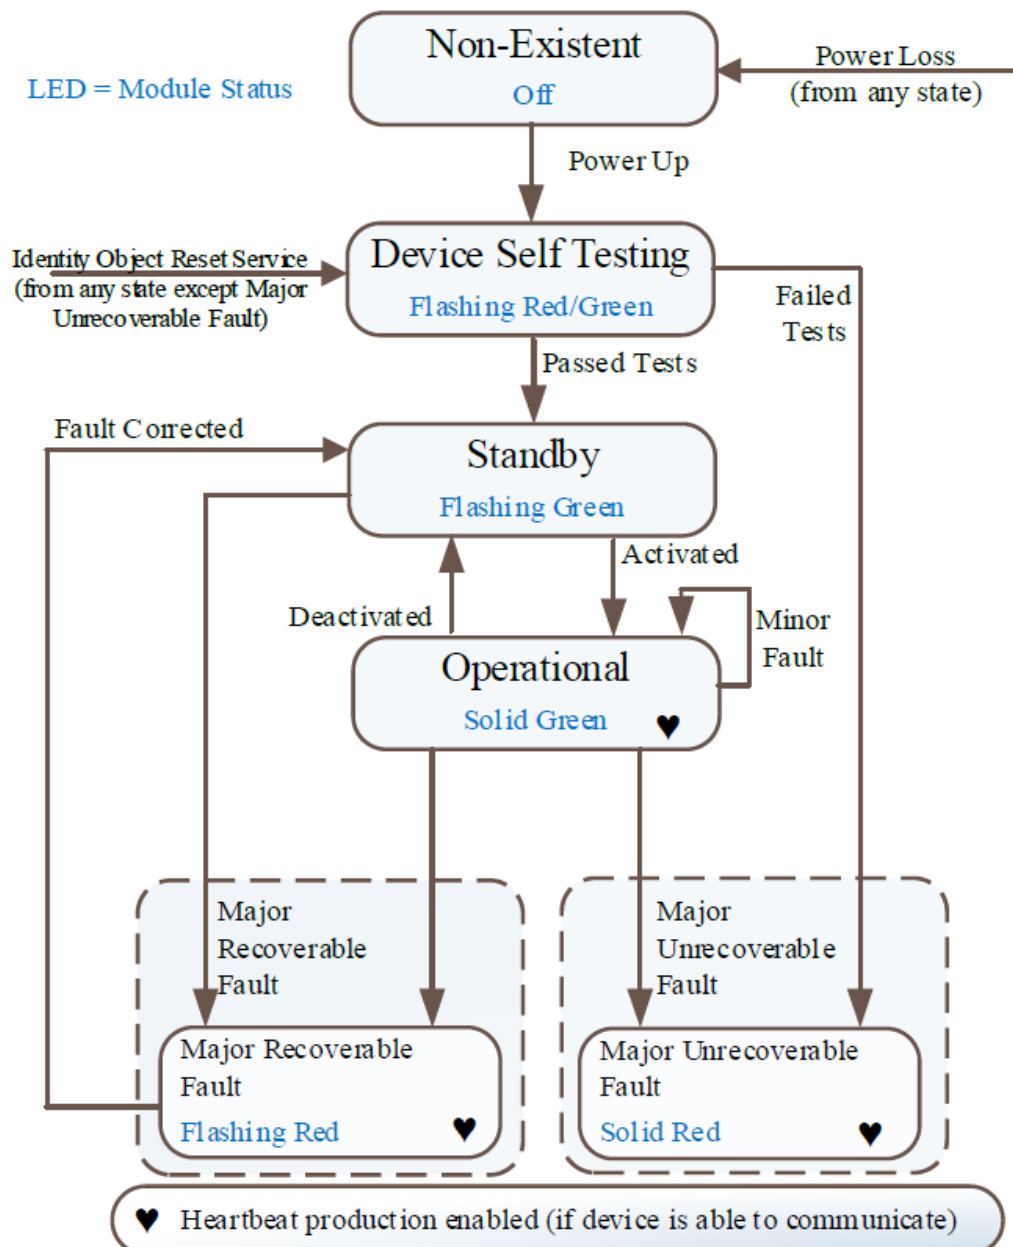 Non-Existent
Off
LED = Module Status
Power Loss
(from any state)
Power Up
Identity Object Reset Service
(from any state except Major
Unrecoverable Fault)
Device Self Testing
Flashing Red/Green
Failed
Tests
Passed Tests
Fault Corrected
Standby
Flashing Green
Activated
Deactivated
Minor
Fault
Operational
Solid Green
Major
Recoverable
Fault
Major
Unrecoverable
Fault
Major Recoverable
Fault
Flashing Red
Major Unrecoverable
Fault
Solid Red
Heartbeat production enabled (if device is able to communicate)